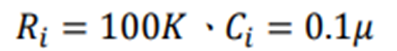 Rᵢ = 100K、Cᵢ = 0.1μ